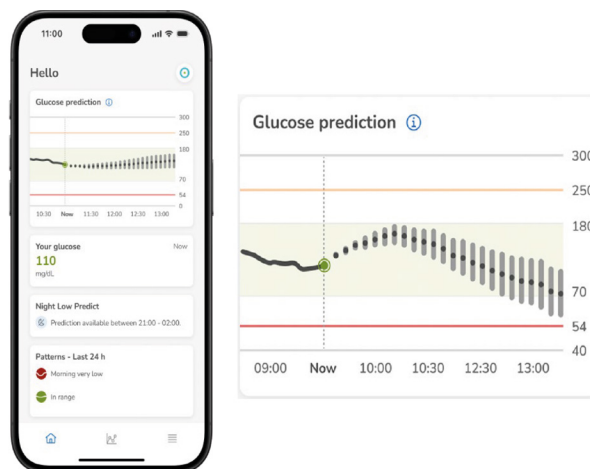 11:00
Hello
Glucose prediction
300
250
180
70
54
0
10:30 Now 11:30 12:00 12:30 13:00
Your glucose Now
110
mg/dL
Night Low Predict
Prediction available between 21:00 - 02:00.
Patterns - Last 24 h
Morning very low
In range
Glucose prediction
300
250
180
70
54
40
09:00 Now 10:00 10:30 12:30 13:00